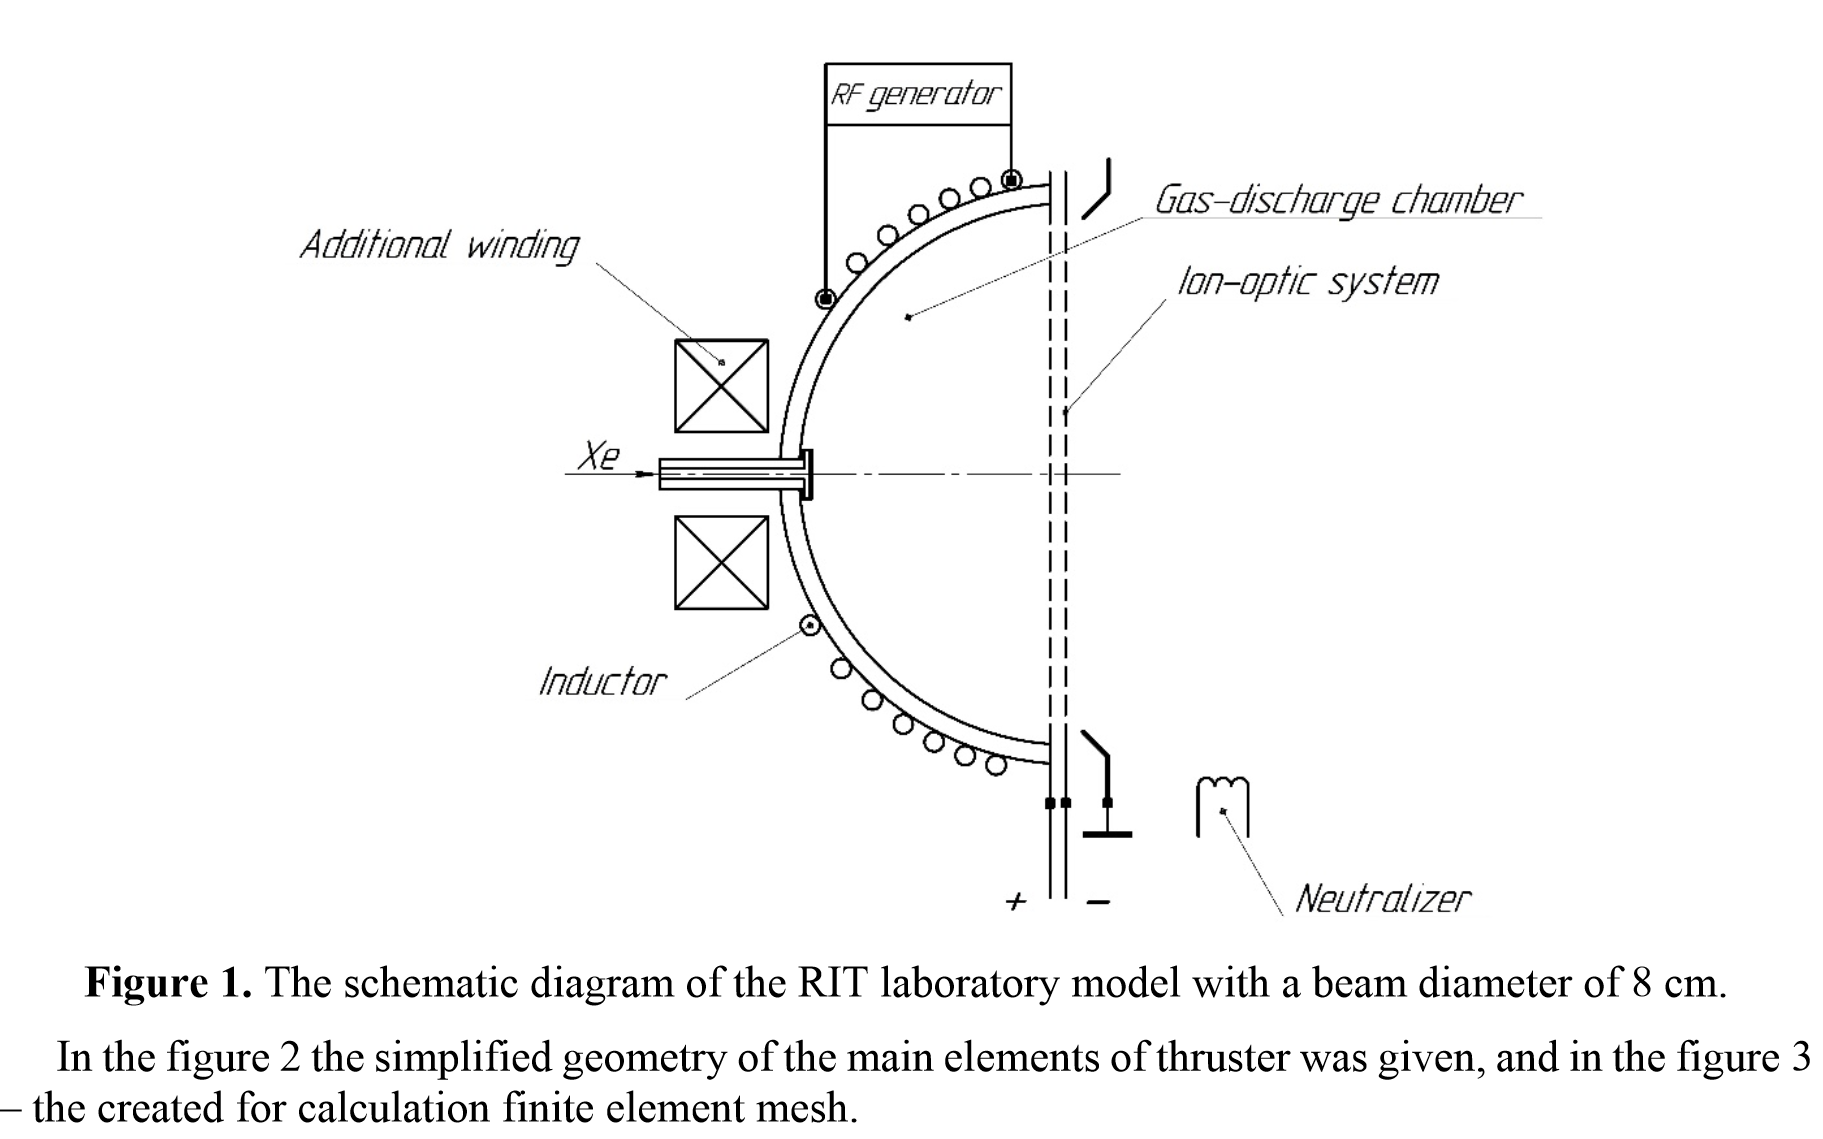 RF generator
Gas-discharge chamber
Additional winding
Ion-optic system
Xe
Inductor
+ −
Neutralizer
Figure 1. The schematic diagram of the RIT laboratory model with a beam diameter of 8 cm.
In the figure 2 the simplified geometry of the main elements of thruster was given, and in the figure 3
– the created for calculation finite element mesh.